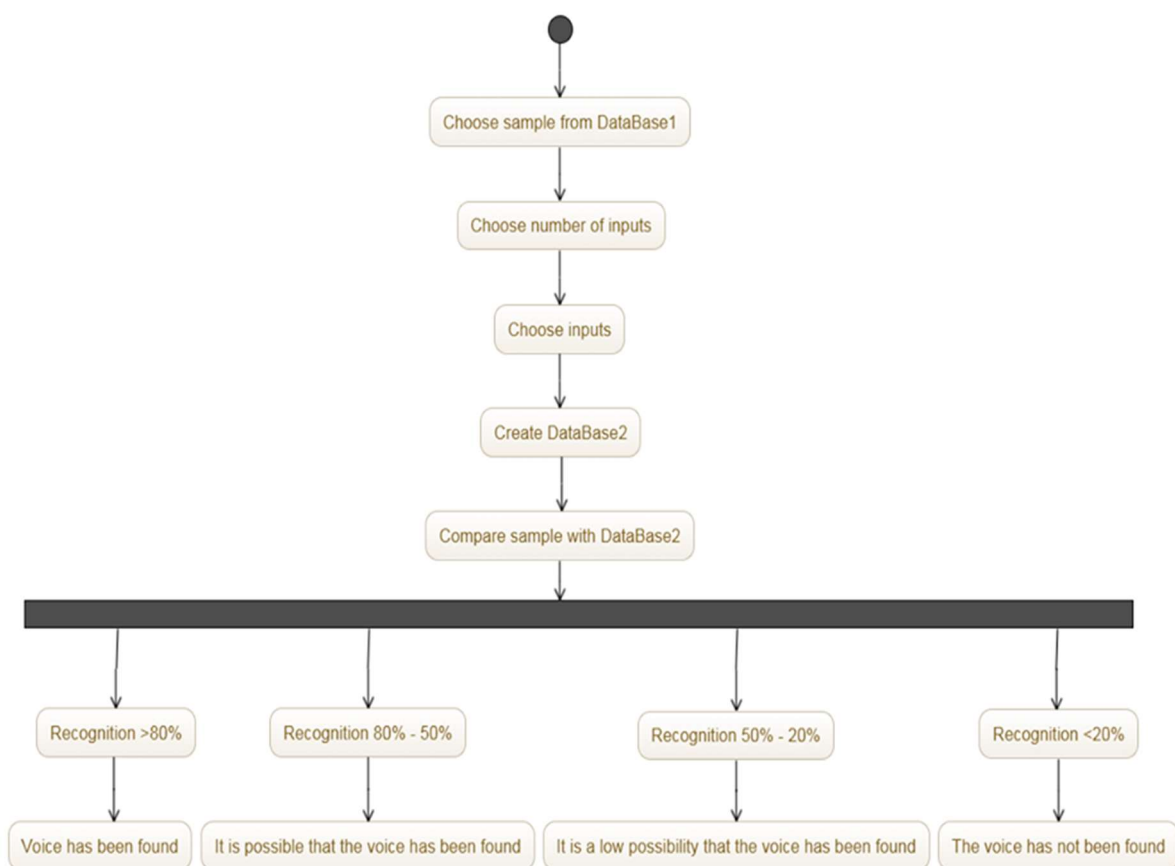 Choose sample from DataBase1
Choose number of inputs
Choose inputs
Create DataBase2
Compare sample with DataBase2
Recognition >80%
Recognition 80% - 50%
Recognition 50% - 20%
Recognition <20%
Voice has been found
It is possible that the voice has been found
It is a low possibility that the voice has been found
The voice has not been found